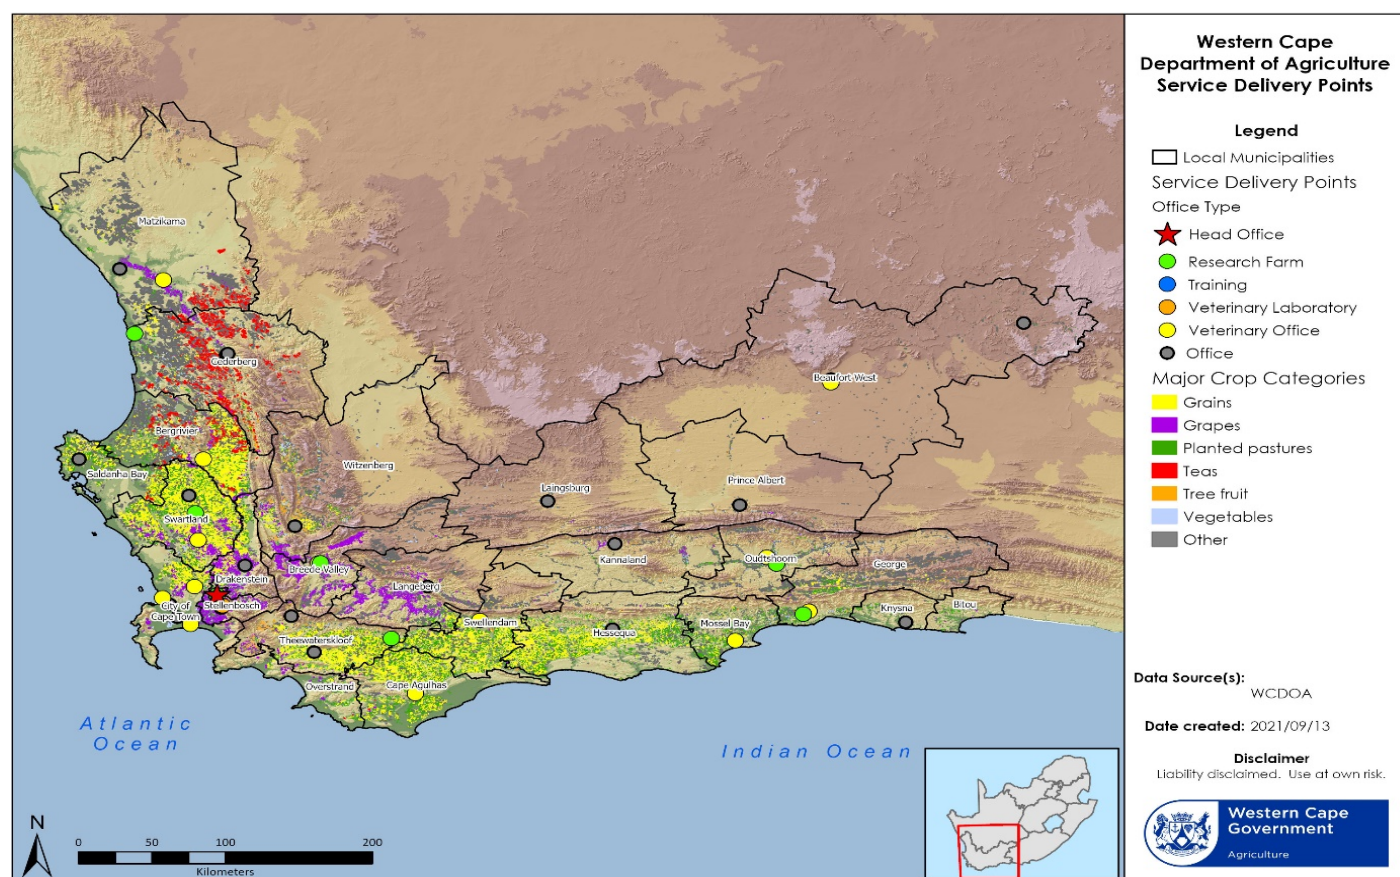 Western Cape
Department of Agriculture
Service Delivery Points
Legend
Local Municipalities
Service Delivery Points
Office Type
Head Office
Research Farm
Training
Veterinary Laboratory
Veterinary Office
Office
Major Crop Categories
Grains
Grapes
Planted pastures
Teas
Tree fruit
Vegetables
Other
Data Source(s):
WCDOA
Date created: 2021/09/13
Disclaimer
Liability disclaimed. Use at own risk.
Western Cape
Government
Agriculture
Matzikama
Cederberg
Beaufort West
Bergrivier
Saldanha Bay
Witzenberg
Laingsburg
Prince Albert
Swartland
Kannaland
Oudtshoorn
George
Breede Valley
Drakenstein
Langeberg
Stellenbosch
City of
Cape Town
Knysna
Bitou
Swellendam
Mossel Bay
Hessequa
Theewaterskloof
Overstrand
Cape Agulhas
Atlantic
Ocean
Indian Ocean
N
0 50 100 200
Kilometers